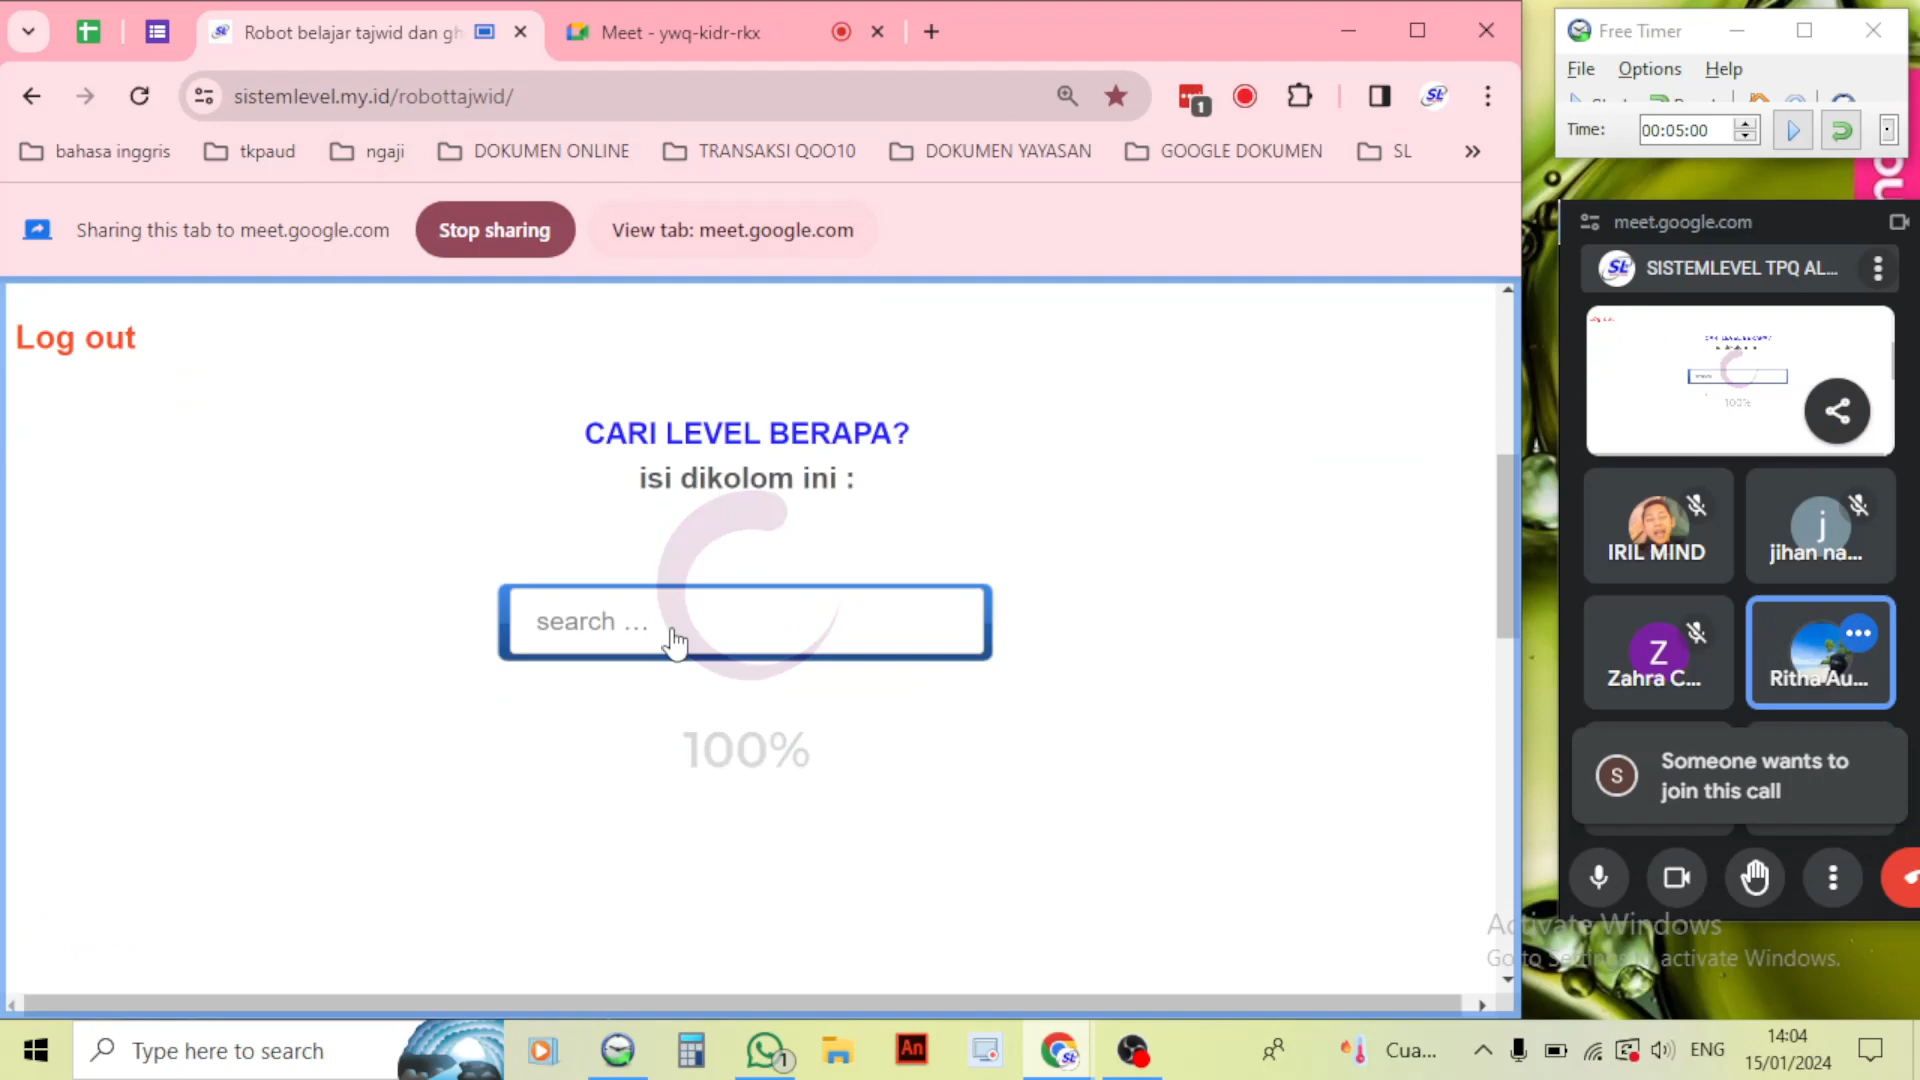 Robot belajar tajwid dan gh
Meet - ywq-kidr-rkx
sistemlevel.my.id/robottajwid/
1
bahasa inggris
tkpaud
ngaji
DOKUMEN ONLINE
TRANSAKSI QOO10
DOKUMEN YAYASAN
GOOGLE DOKUMEN
SL
Sharing this tab to meet.google.com
Stop sharing
View tab: meet.google.com
Log out
CARI LEVEL BERAPA?
isi dikolom ini :
search ...
100%
Free Timer
File Options Help
Time: 00:05:00
meet.google.com
SISTEMLEVEL TPQ AL...
IRIL MIND
j
jihan na...
Z
Zahra C...
Ritha Au...
S
Someone wants to
join this call
Activate Windows
Go to Settings to activate Windows.
Type here to search
An
1
Cua...
ENG
14:04
15/01/2024